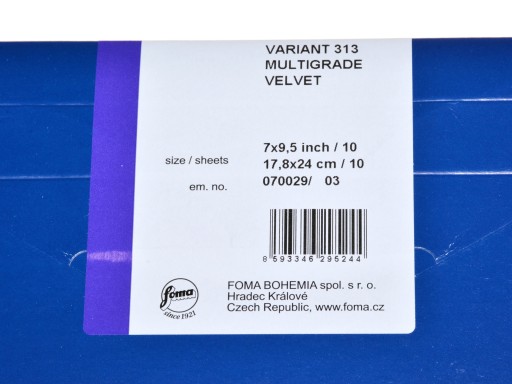 VARIANT 313
MULTIGRADE
VELVET
7x9,5 inch / 10
size / sheets
17,8x24 cm / 10
em. no.
070029/ 03
8 593346 295244
foma
since 1921
FOMA BOHEMIA spol. s r. o.
Hradec Králové
Czech Republic, www.foma.cz